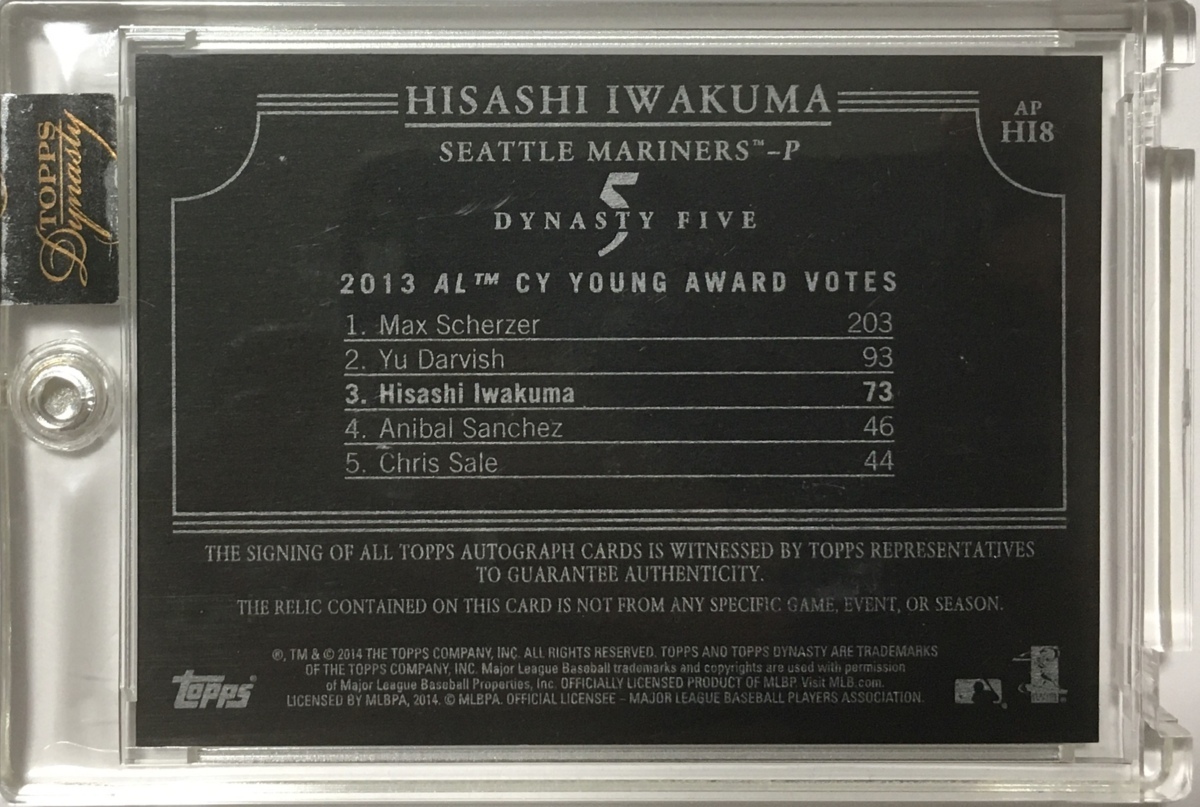 TOPPS
Dynasty
HISASHI IWAKUMA
AP
HI8
SEATTLE MARINERS™–P
5
DYNASTY FIVE
2013 AL™ CY YOUNG AWARD VOTES
1. Max Scherzer 203
2. Yu Darvish 93
3. Hisashi Iwakuma 73
4. Anibal Sanchez 46
5. Chris Sale 44
THE SIGNING OF ALL TOPPS AUTOGRAPH CARDS IS WITNESSED BY TOPPS REPRESENTATIVES
TO GUARANTEE AUTHENTICITY.
THE RELIC CONTAINED ON THIS CARD IS NOT FROM ANY SPECIFIC GAME, EVENT, OR SEASON.
®, TM & © 2014 THE TOPPS COMPANY, INC. ALL RIGHTS RESERVED. TOPPS AND TOPPS DYNASTY ARE TRADEMARKS
OF THE TOPPS COMPANY, INC. Major League Baseball trademarks and copyrights are used with permission
of Major League Baseball Properties, Inc. OFFICIALLY LICENSED PRODUCT OF MLBP. Visit MLB.com.
LICENSED BY MLBPA, 2014. © MLBPA. OFFICIAL LICENSEE – MAJOR LEAGUE BASEBALL PLAYERS ASSOCIATION.
topps®